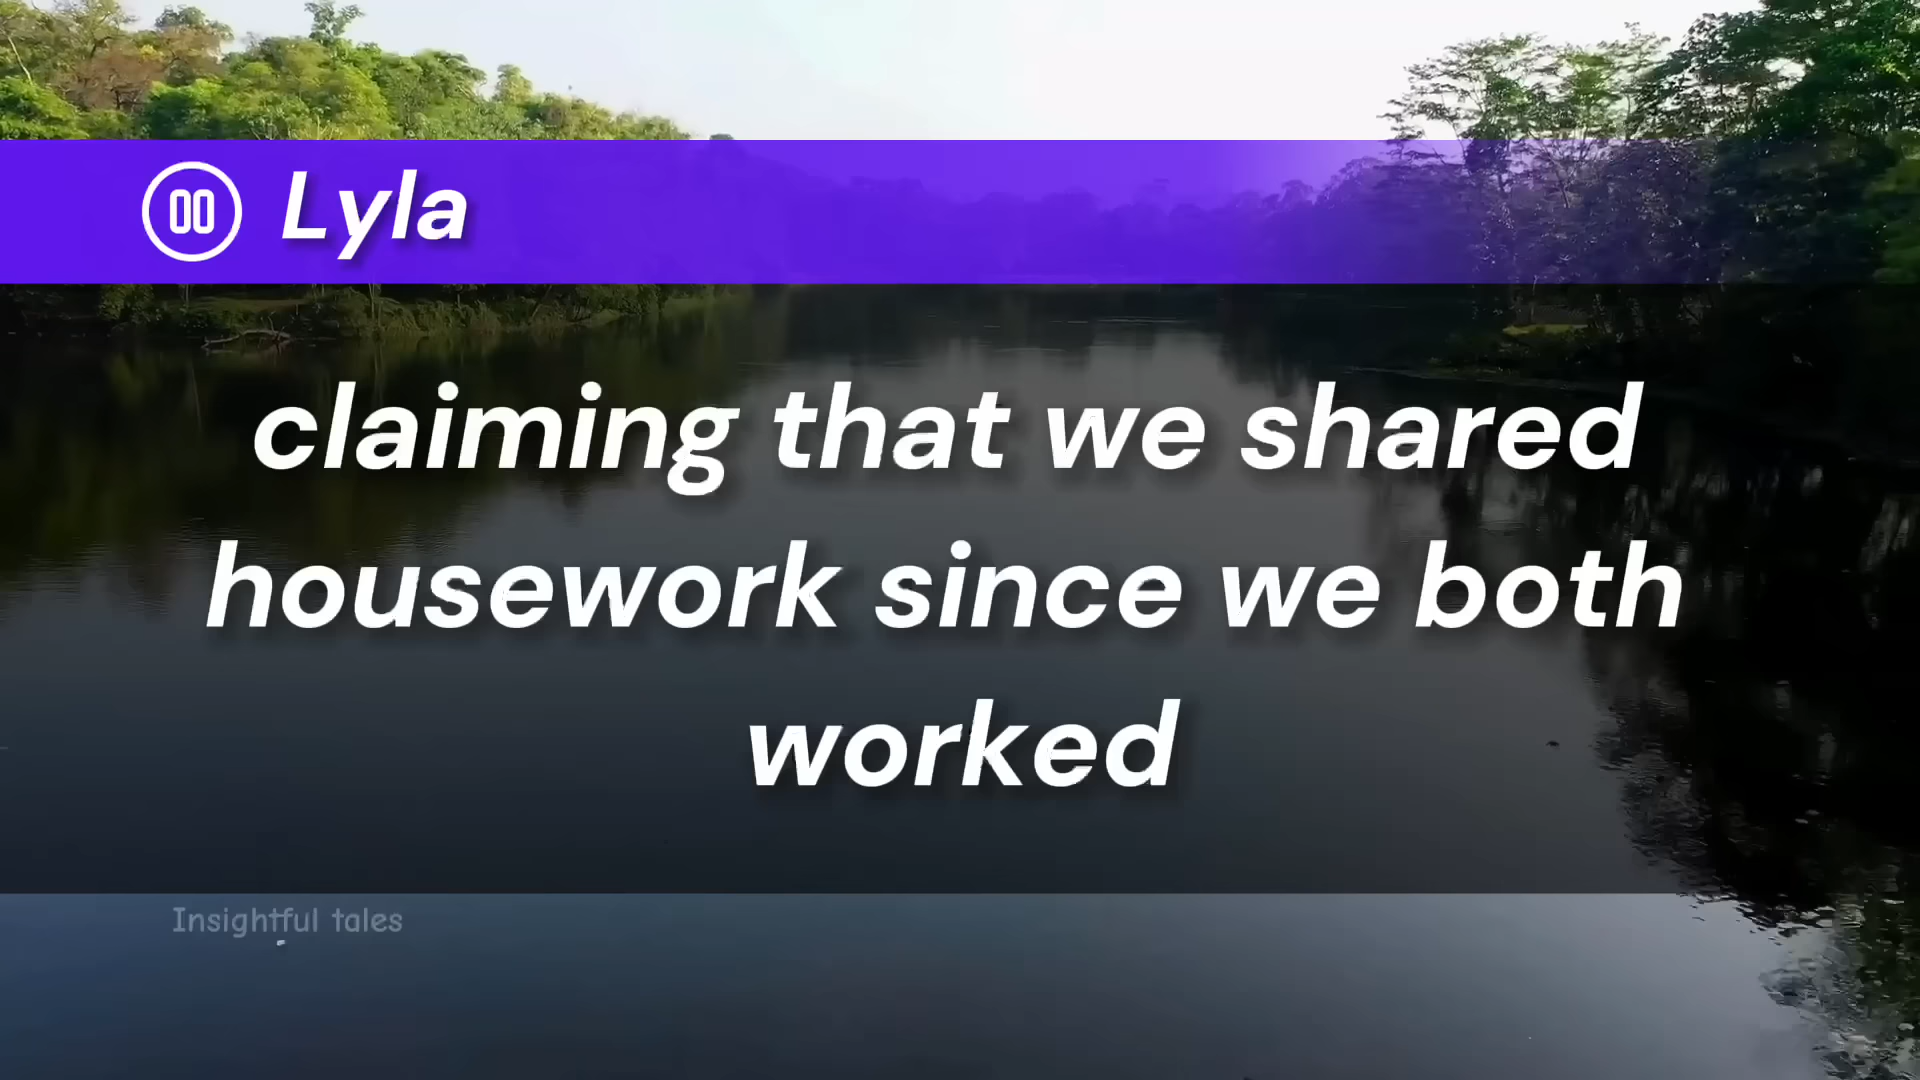 Lyla
claiming that we shared
housework since we both
worked
Insightful tales